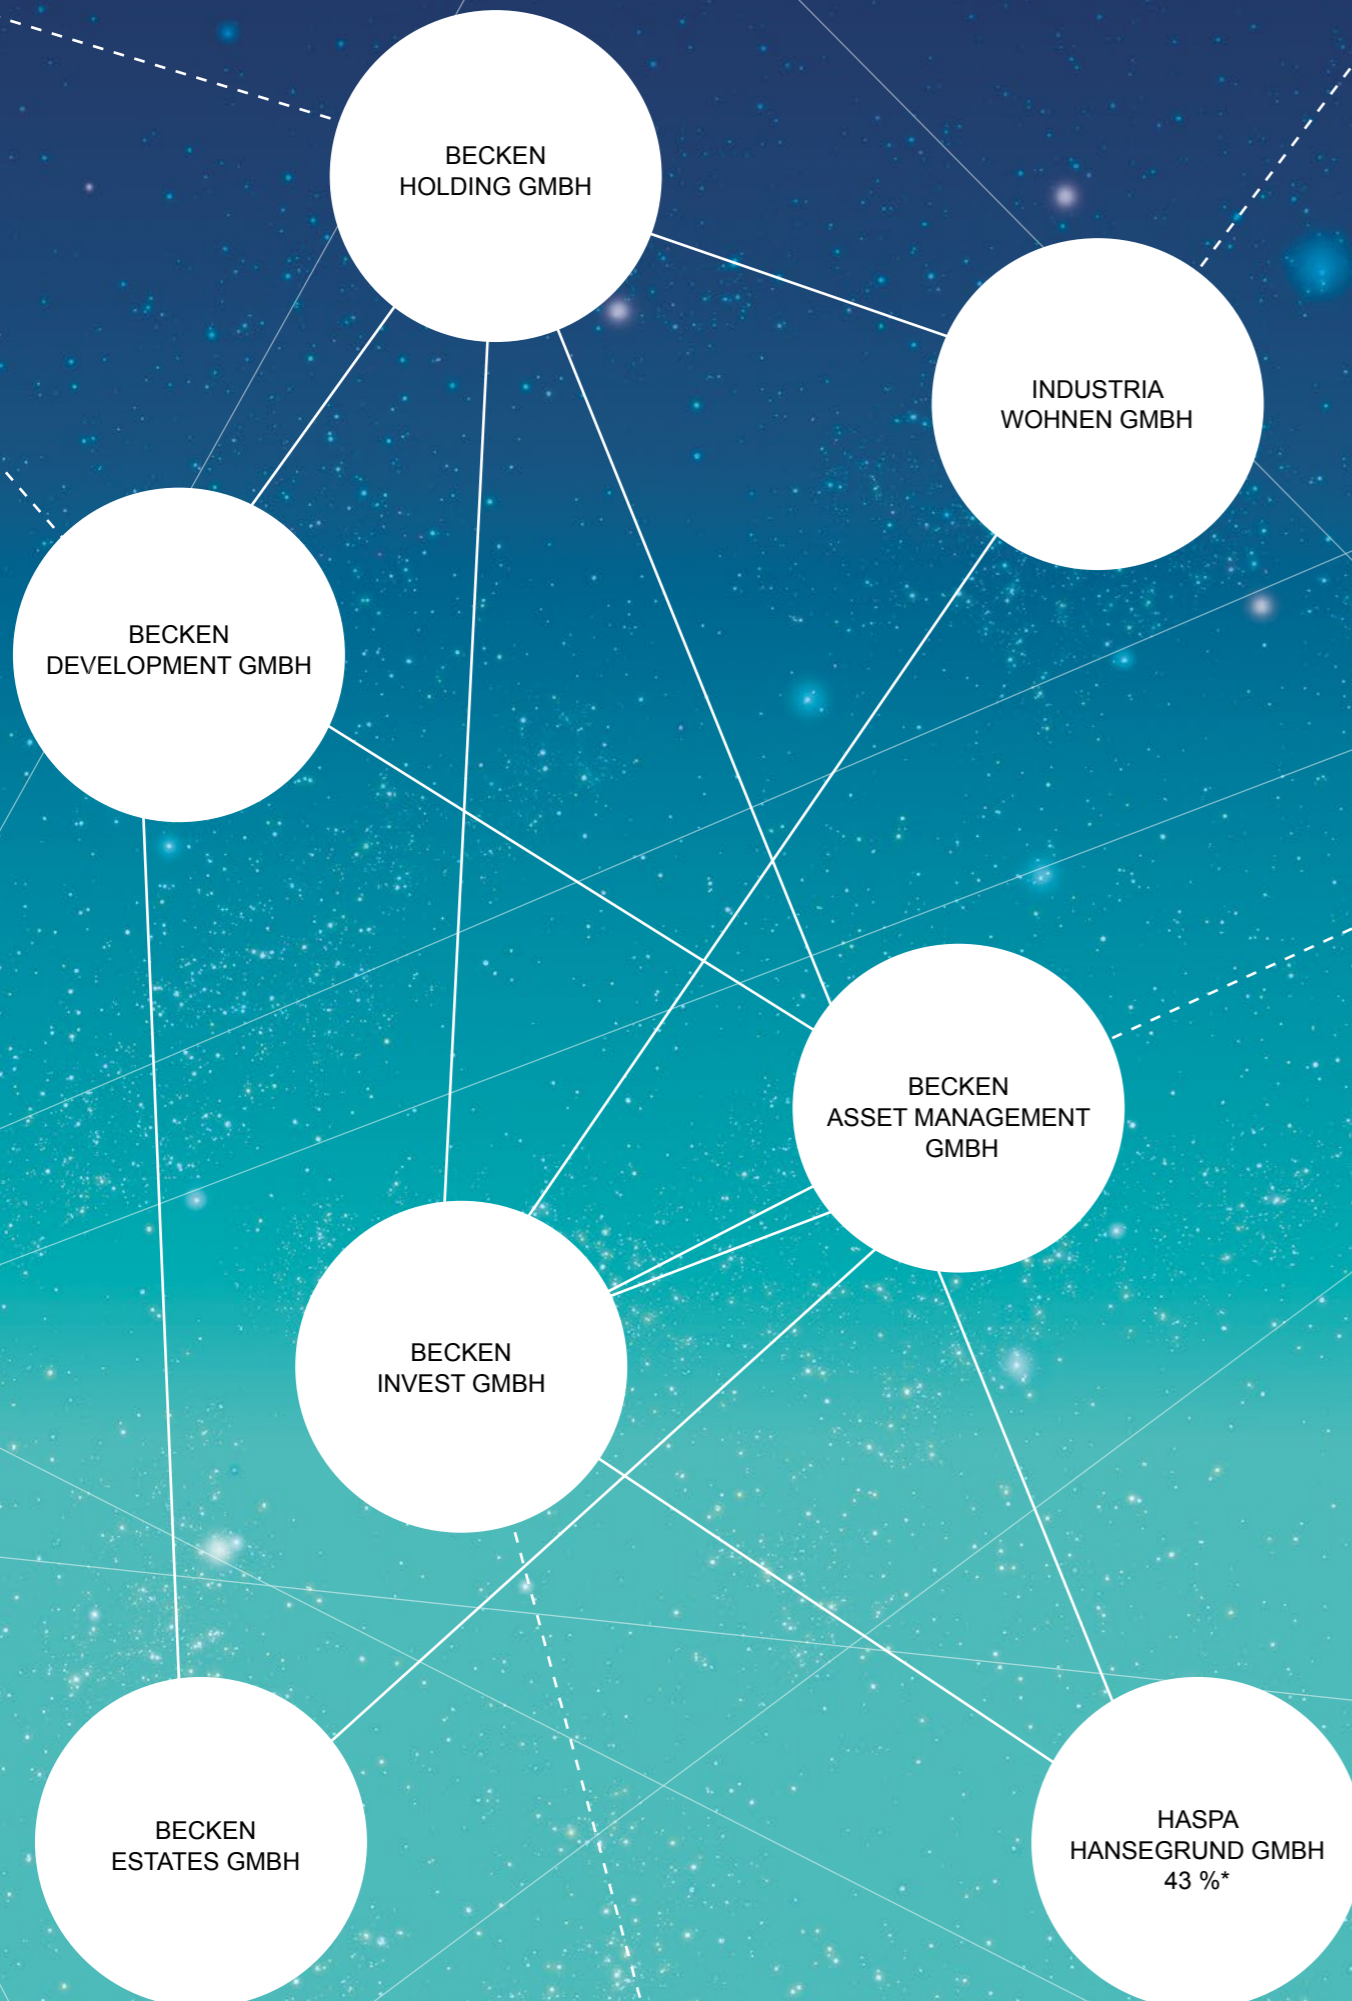 BECKEN
HOLDING GMBH
INDUSTRIA
WOHNEN GMBH
BECKEN
DEVELOPMENT GMBH
BECKEN
ASSET MANAGEMENT
GMBH
BECKEN
INVEST GMBH
BECKEN
ESTATES GMBH
HASPA
HANSEGRUND GMBH
43 %*